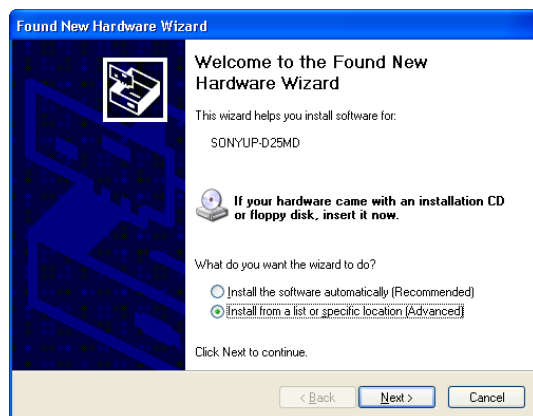 Found New Hardware Wizard
Welcome to the Found New
Hardware Wizard
This wizard helps you install software for:
SONYUP-D25MD
If your hardware came with an installation CD
or floppy disk, insert it now.
What do you want the wizard to do?
Install the software automatically (Recommended)
Install from a list or specific location (Advanced)
Click Next to continue.
< Back
Next >
Cancel